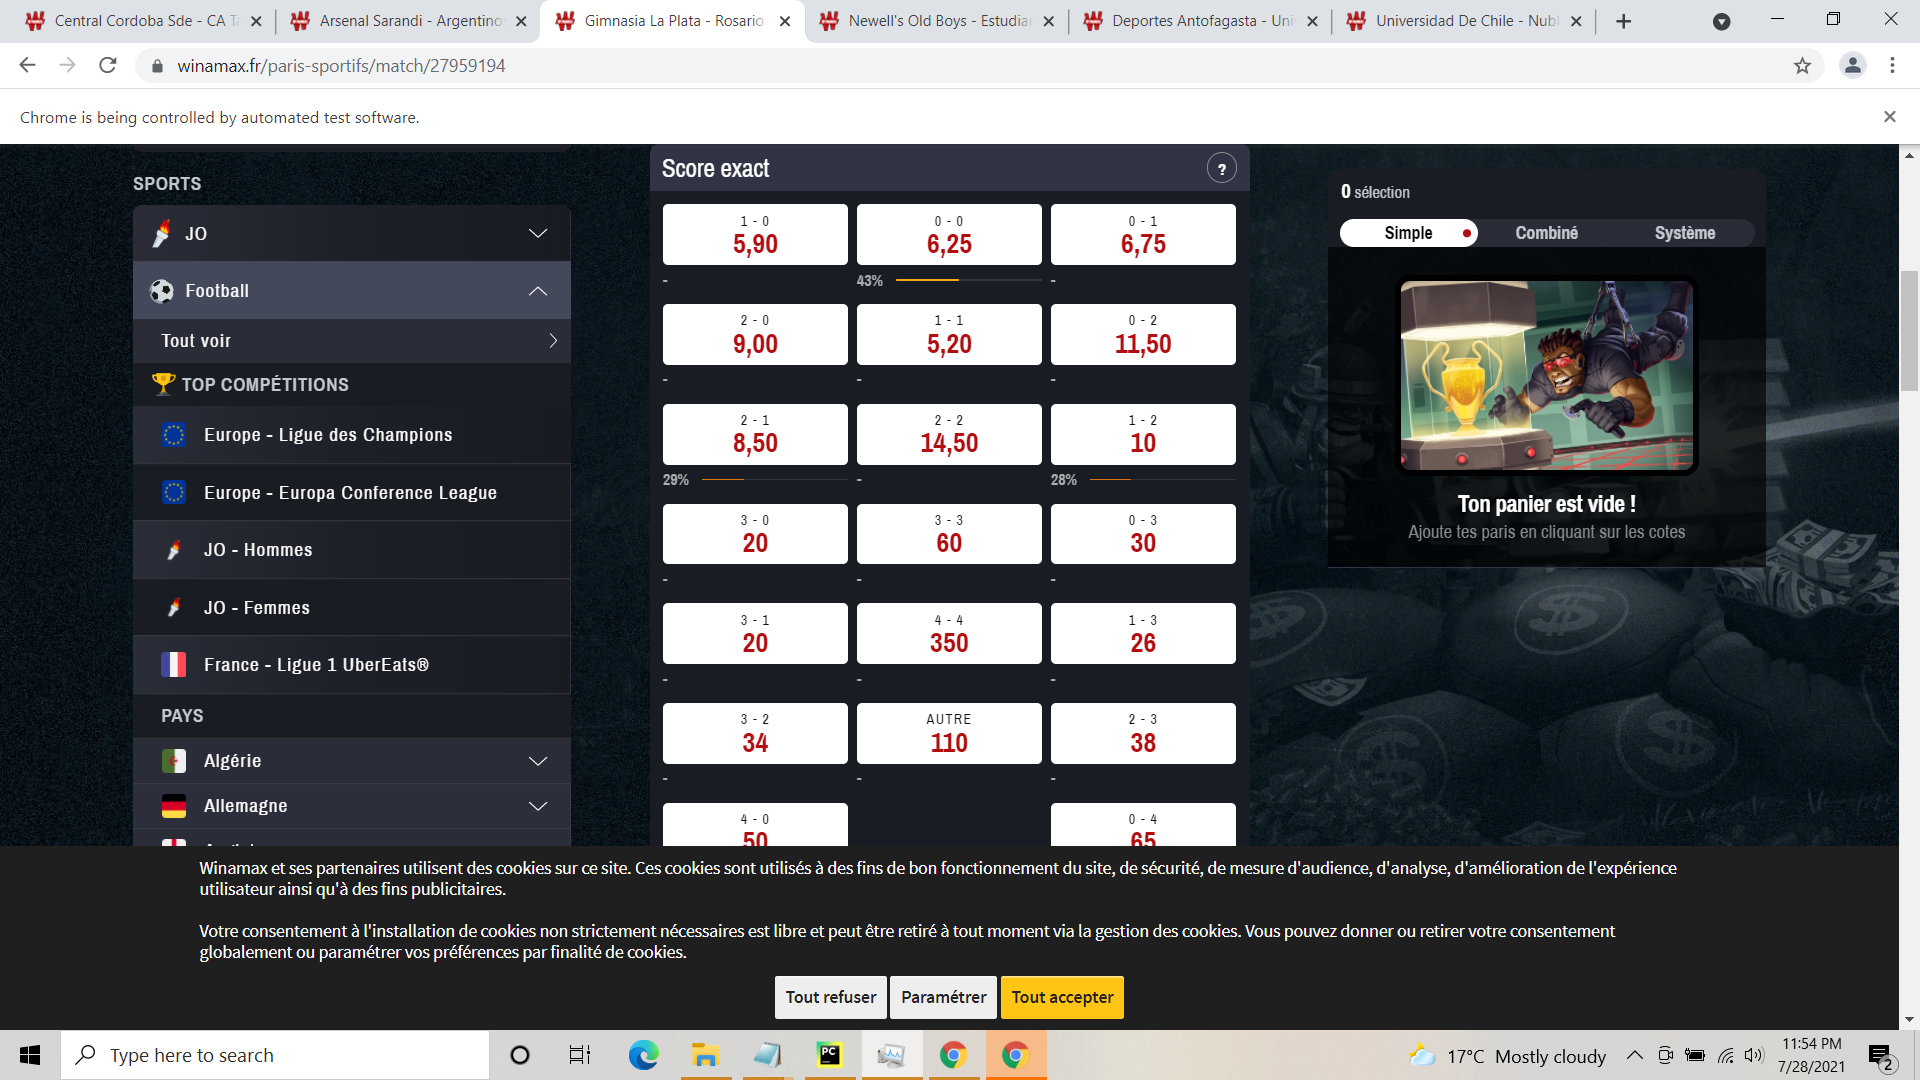 Central Cordoba Sde - CA Ta
Arsenal Sarandi - Argentino
Gimnasia La Plata - Rosario
Newell's Old Boys - Estudian
Deportes Antofagasta - Uni
Universidad De Chile - Nubl
winamax.fr/paris-sportifs/match/27959194
Chrome is being controlled by automated test software.
SPORTS
JO
Football
Tout voir
TOP COMPÉTITIONS
Europe - Ligue des Champions
Europe - Europa Conference League
JO - Hommes
JO - Femmes
France - Ligue 1 UberEats®
PAYS
Algérie
Allemagne
Score exact
?
1 - 0
5,90
-
0 - 0
6,25
43%
0 - 1
6,75
-
2 - 0
9,00
-
1 - 1
5,20
-
0 - 2
11,50
-
2 - 1
8,50
29%
2 - 2
14,50
-
1 - 2
10
28%
3 - 0
20
-
3 - 3
60
-
0 - 3
30
-
3 - 1
20
-
4 - 4
350
-
1 - 3
26
-
3 - 2
34
-
AUTRE
110
-
2 - 3
38
-
4 - 0
50
0 - 4
65
0 sélection
Simple
Combiné
Système
Ton panier est vide !
Ajoute tes paris en cliquant sur les cotes
Winamax et ses partenaires utilisent des cookies sur ce site. Ces cookies sont utilisés à des fins de bon fonctionnement du site, de sécurité, de mesure d'audience, d'analyse, d'amélioration de l'expérience
utilisateur ainsi qu'à des fins publicitaires.
Votre consentement à l'installation de cookies non strictement nécessaires est libre et peut être retiré à tout moment via la gestion des cookies. Vous pouvez donner ou retirer votre consentement
globalement ou paramétrer vos préférences par finalité de cookies.
Tout refuser
Paramétrer
Tout accepter
Type here to search
PC
17°C Mostly cloudy
11:54 PM
7/28/2021
2